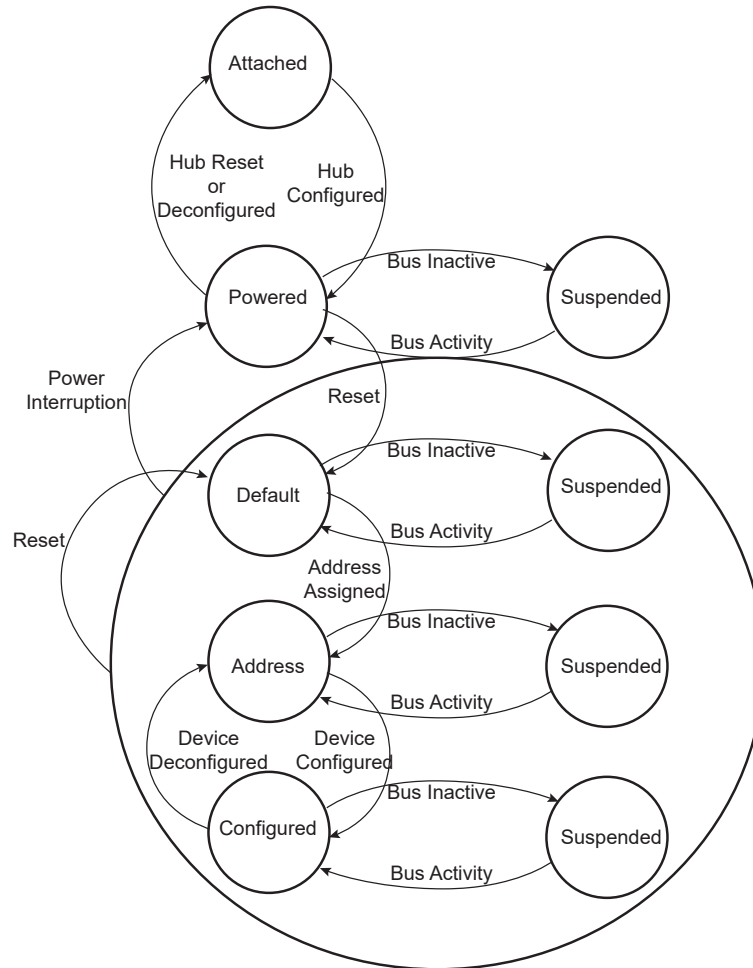 Attached
Hub Reset
or
Deconfigured
Hub
Configured
Bus Inactive
Powered
Suspended
Bus Activity
Power
Interruption
Reset
Bus Inactive
Default
Suspended
Bus Activity
Reset
Address
Assigned
Bus Inactive
Address
Suspended
Bus Activity
Device
Deconfigured
Device
Configured
Bus Inactive
Configured
Suspended
Bus Activity